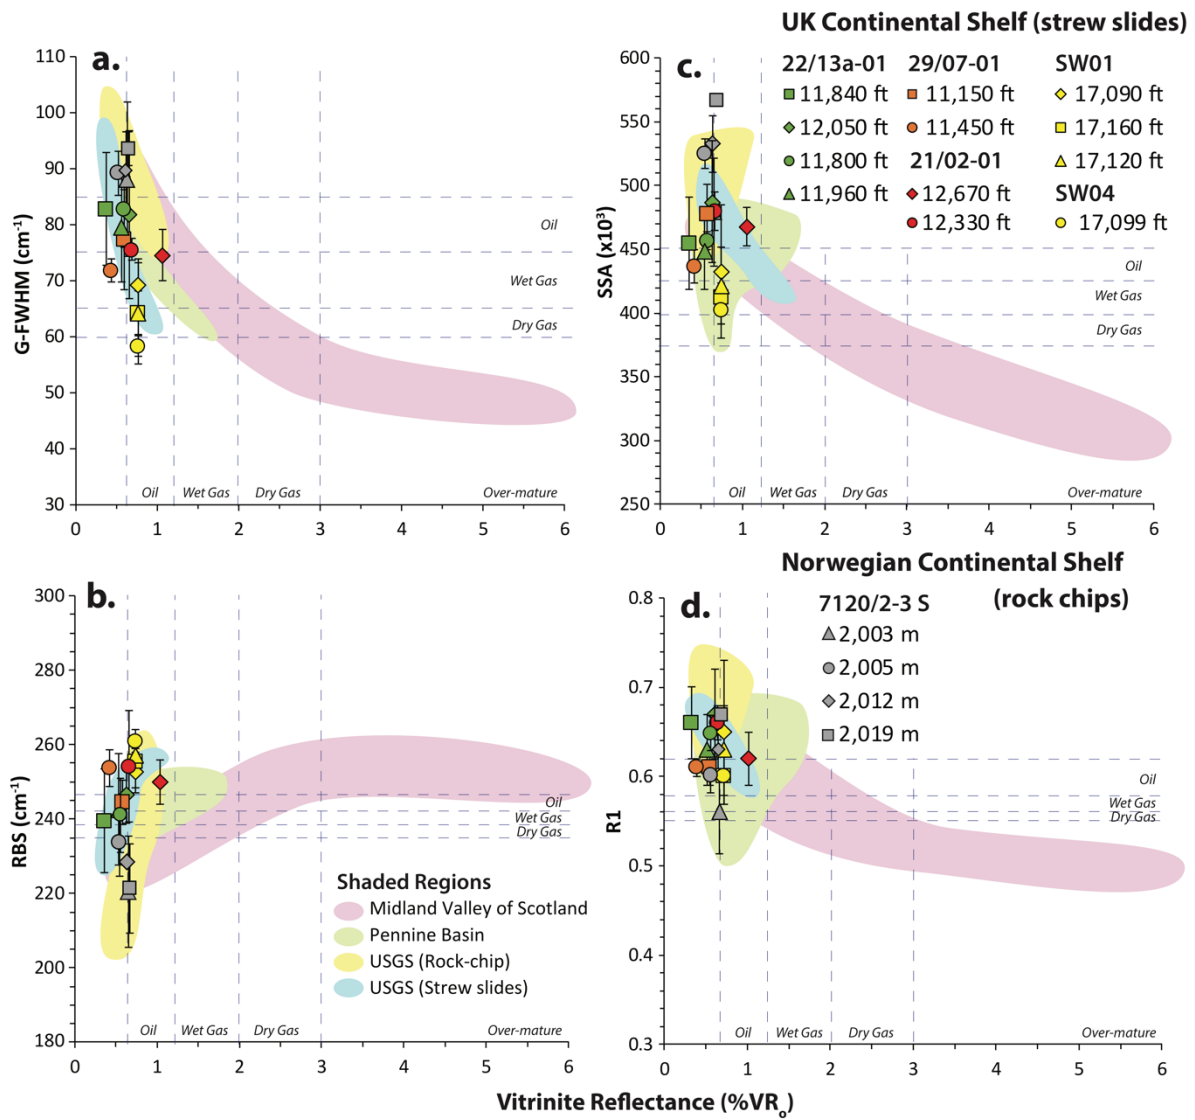 UK Continental Shelf (strew slides)
22/13a-01
11,840 ft
12,050 ft
11,800 ft
11,960 ft
29/07-01
11,150 ft
11,450 ft
21/02-01
12,670 ft
12,330 ft
SW01
17,090 ft
17,160 ft
17,120 ft
SW04
17,099 ft
a.
G-FWHM (cm⁻¹)
110
100
90
80
70
60
50
40
30
Oil
Wet Gas
Dry Gas
Oil
Wet Gas
Dry Gas
Over-mature
0 1 2 3 4 5 6
c.
SSA (x10³)
600
550
500
450
400
350
300
250
Oil
Wet Gas
Dry Gas
Oil
Wet Gas
Dry Gas
Over-mature
0 1 2 3 4 5 6
b.
RBS (cm⁻¹)
300
280
260
240
220
200
180
Oil
Wet Gas
Dry Gas
Shaded Regions
Midland Valley of Scotland
Pennine Basin
USGS (Rock-chip)
USGS (Strew slides)
Oil
Wet Gas
Dry Gas
Over-mature
0 1 2 3 4 5 6
Norwegian Continental Shelf
(rock chips)
7120/2-3 S
2,003 m
2,005 m
2,012 m
2,019 m
d.
R1
0.8
0.7
0.6
0.5
0.4
0.3
Oil
Wet Gas
Dry Gas
Oil
Wet Gas
Dry Gas
Over-mature
0 1 2 3 4 5 6
Vitrinite Reflectance (%VRₒ)